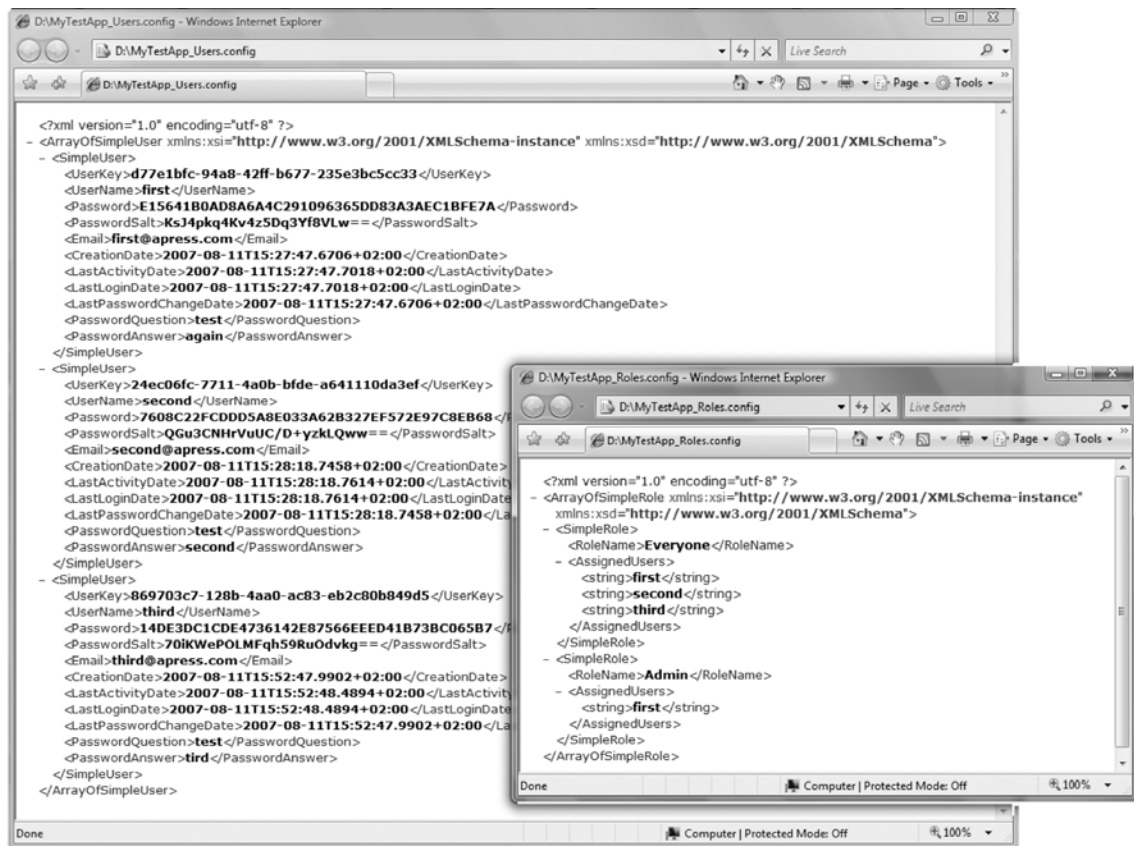 D:\MyTestApp_Users.config - Windows Internet Explorer
D:\MyTestApp_Users.config
Live Search
D:\MyTestApp_Users.config
Page
Tools
<?xml version="1.0" encoding="utf-8" ?>
- <ArrayOfSimpleUser xmlns:xsi="http://www.w3.org/2001/XMLSchema-instance" xmlns:xsd="http://www.w3.org/2001/XMLSchema">
- <SimpleUser>
<UserKey>d77e1bfc-94a8-42ff-b677-235e3bc5cc33</UserKey>
<UserName>first</UserName>
<Password>E15641B0AD8A6A4C291096365DD83A3AEC1BFE7A</Password>
<PasswordSalt>KsJ4pkq4Kv4z5Dq3Yf8VLw==</PasswordSalt>
<Email>first@apress.com</Email>
<CreationDate>2007-08-11T15:27:47.6706+02:00</CreationDate>
<LastActivityDate>2007-08-11T15:27:47.7018+02:00</LastActivityDate>
<LastLoginDate>2007-08-11T15:27:47.7018+02:00</LastLoginDate>
<LastPasswordChangeDate>2007-08-11T15:27:47.6706+02:00</LastPasswordChangeDate>
<PasswordQuestion>test</PasswordQuestion>
<PasswordAnswer>again</PasswordAnswer>
</SimpleUser>
- <SimpleUser>
<UserKey>24ec06fc-7711-4a0b-bfde-a641110da3ef</UserKey>
<UserName>second</UserName>
<Password>7608C22FCDDD5A8E033A62B327EF572E97C8EB68</P
<PasswordSalt>QGu3CNHrVuUC/D+yzkLQww==</PasswordSalt>
<Email>second@apress.com</Email>
<CreationDate>2007-08-11T15:28:18.7458+02:00</CreationDate>
<LastActivityDate>2007-08-11T15:28:18.7614+02:00</LastActivity
<LastLoginDate>2007-08-11T15:28:18.7614+02:00</LastLoginDate
<LastPasswordChangeDate>2007-08-11T15:28:18.7458+02:00</La
<PasswordQuestion>test</PasswordQuestion>
<PasswordAnswer>second</PasswordAnswer>
</SimpleUser>
- <SimpleUser>
<UserKey>869703c7-128b-4aa0-ac83-eb2c80b849d5</UserKey>
<UserName>third</UserName>
<Password>14DE3DC1CDE4736142E87566EEED41B73BC065B7</P
<PasswordSalt>70iKWePOLMFqh59RuOdvkg==</PasswordSalt>
<Email>third@apress.com</Email>
<CreationDate>2007-08-11T15:52:47.9902+02:00</CreationDate>
<LastActivityDate>2007-08-11T15:52:48.4894+02:00</LastActivity
<LastLoginDate>2007-08-11T15:52:48.4894+02:00</LastLoginDate
<LastPasswordChangeDate>2007-08-11T15:52:47.9902+02:00</La
<PasswordQuestion>test</PasswordQuestion>
<PasswordAnswer>tird</PasswordAnswer>
</SimpleUser>
</ArrayOfSimpleUser>
Done
Computer | Protected Mode: Off
100%
D:\MyTestApp_Roles.config - Windows Internet Explorer
D:\MyTestApp_Roles.config
Live Search
D:\MyTestApp_Roles.config
Page
Tools
<?xml version="1.0" encoding="utf-8" ?>
- <ArrayOfSimpleRole xmlns:xsi="http://www.w3.org/2001/XMLSchema-instance"
xmlns:xsd="http://www.w3.org/2001/XMLSchema">
- <SimpleRole>
<RoleName>Everyone</RoleName>
- <AssignedUsers>
<string>first</string>
<string>second</string>
<string>third</string>
</AssignedUsers>
</SimpleRole>
- <SimpleRole>
<RoleName>Admin</RoleName>
- <AssignedUsers>
<string>first</string>
</AssignedUsers>
</SimpleRole>
</ArrayOfSimpleRole>
Done
Computer | Protected Mode: Off
100%